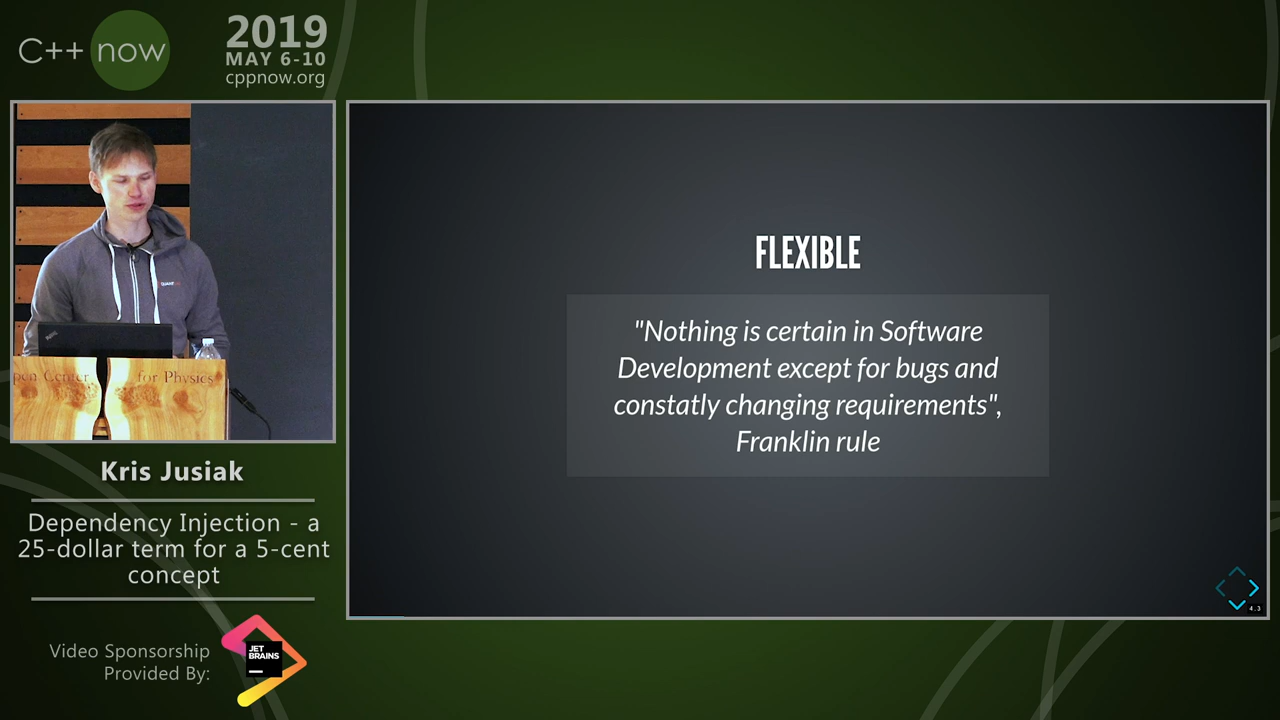 C++ now
2019
MAY 6-10
cppnow.org
pen Center
for Physics
Kris Jusiak
Dependency Injection - a
25-dollar term for a 5-cent
concept
Video Sponsorship
Provided By:
JET
BRAINS
FLEXIBLE
"Nothing is certain in Software
Development except for bugs and
constatly changing requirements",
Franklin rule
4.3